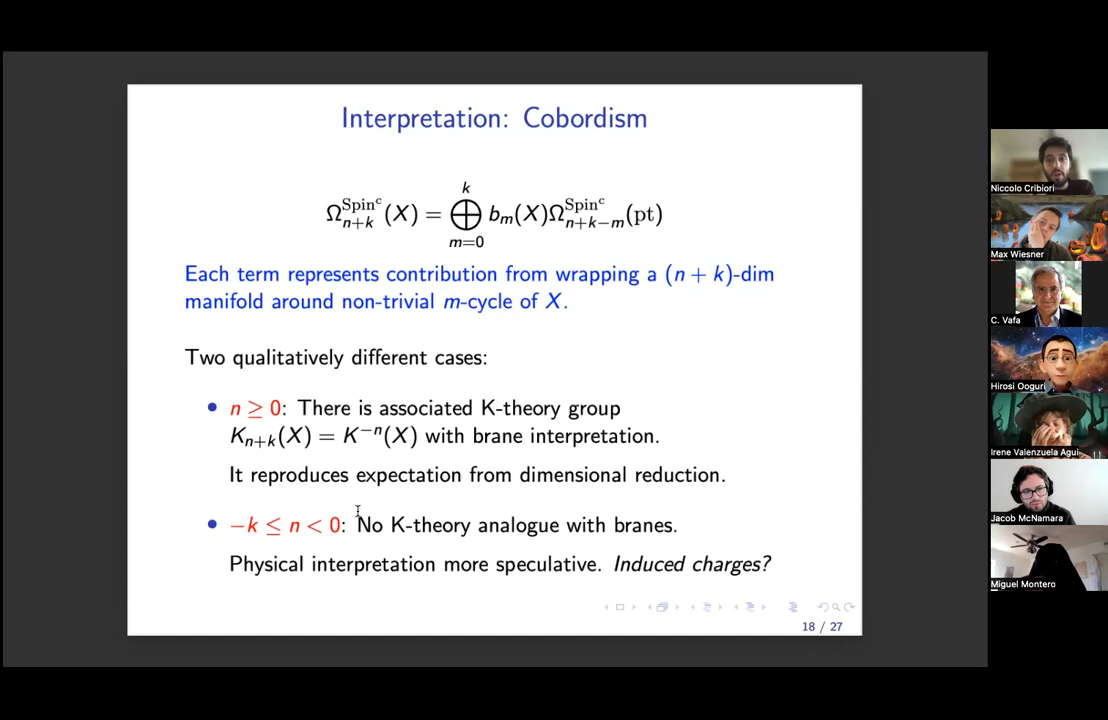 Interpretation: Cobordism
Ω^{Spin^c}_{n+k}(X) = ⊕_{m=0}^{k} b_m(X)Ω^{Spin^c}_{n+k−m}(pt)
Each term represents contribution from wrapping a (n + k)-dim
manifold around non-trivial m-cycle of X.
Two qualitatively different cases:
• n ≥ 0: There is associated K-theory group
K_{n+k}(X) = K^{−n}(X) with brane interpretation.
It reproduces expectation from dimensional reduction.
• −k ≤ n < 0: No K-theory analogue with branes.
Physical interpretation more speculative. Induced charges?
18 / 27
Niccolo Cribiori
Max Wiesner
C. Vafa
Hirosi Ooguri
Irene Valenzuela Agui
Jacob McNamara
Miguel Montero